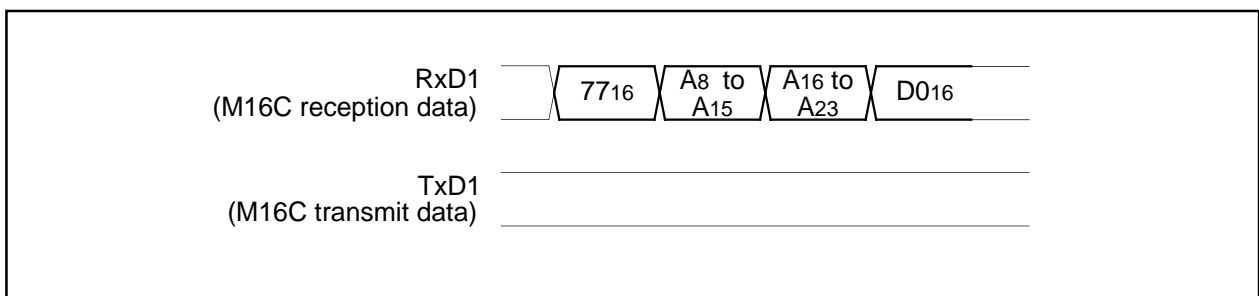 RxD1
(M16C reception data)
7716
A8 to
A15
A16 to
A23
D016
TxD1
(M16C transmit data)